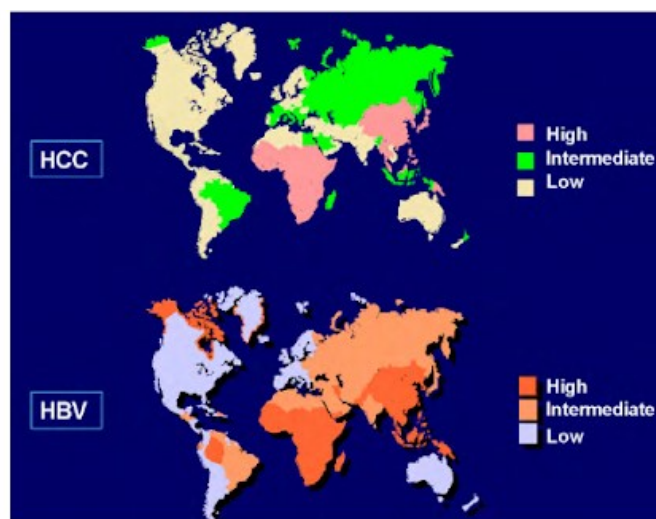 HCC
High
Intermediate
Low
HBV
High
Intermediate
Low